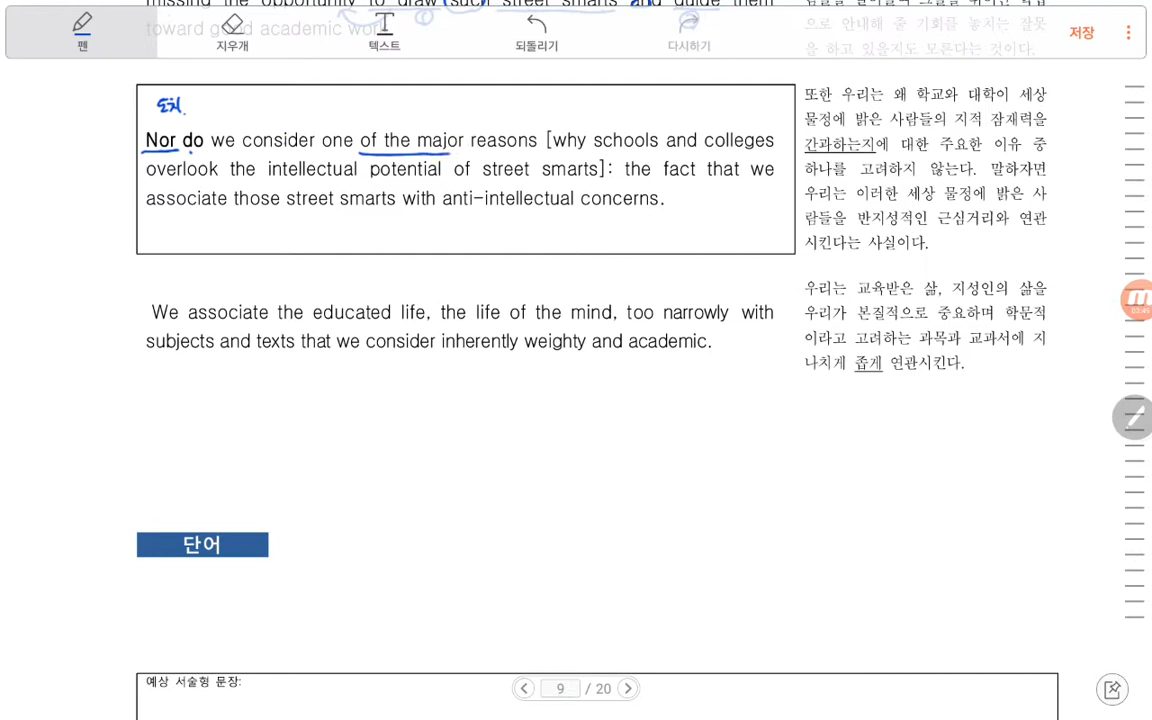 missing the opportunity to draw (such street smarts and guide them
펜
지우개
텍스트
되돌리기
다시하기
저장
toward good academic work
으로 안내해 줄 기회를 놓치는 잘못
을 하고 있을지도 모른다는 것이다.
도치.
Nor do we consider one of the major reasons [why schools and colleges
overlook the intellectual potential of street smarts]: the fact that we
associate those street smarts with anti-intellectual concerns.
또한 우리는 왜 학교와 대학이 세상
물정에 밝은 사람들의 지적 잠재력을
간과하는지에 대한 주요한 이유 중
하나를 고려하지 않는다. 말하자면
우리는 이러한 세상 물정에 밝은 사
람들을 반지성적인 근심거리와 연관
시킨다는 사실이다.
We associate the educated life, the life of the mind, too narrowly with
subjects and texts that we consider inherently weighty and academic.
우리는 교육받은 삶, 지성인의 삶을
우리가 본질적으로 중요하며 학문적
이라고 고려하는 과목과 교과서에 지
나치게 좁게 연관시킨다.
03:46
단어
예상 서술형 문장:
9 / 20